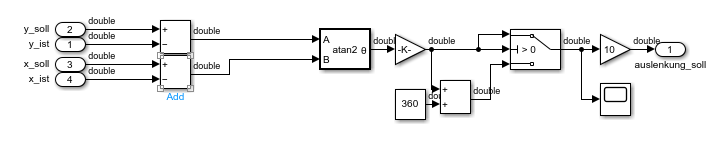 y_soll 2 double + double
y_ist 1 double −
x_soll 3 double + double
x_ist 4 double −
Add
A
B
atan2 θ
double
-K-
double
360
double
+
+
double
> 0
double
10
double
1
auslenkung_soll